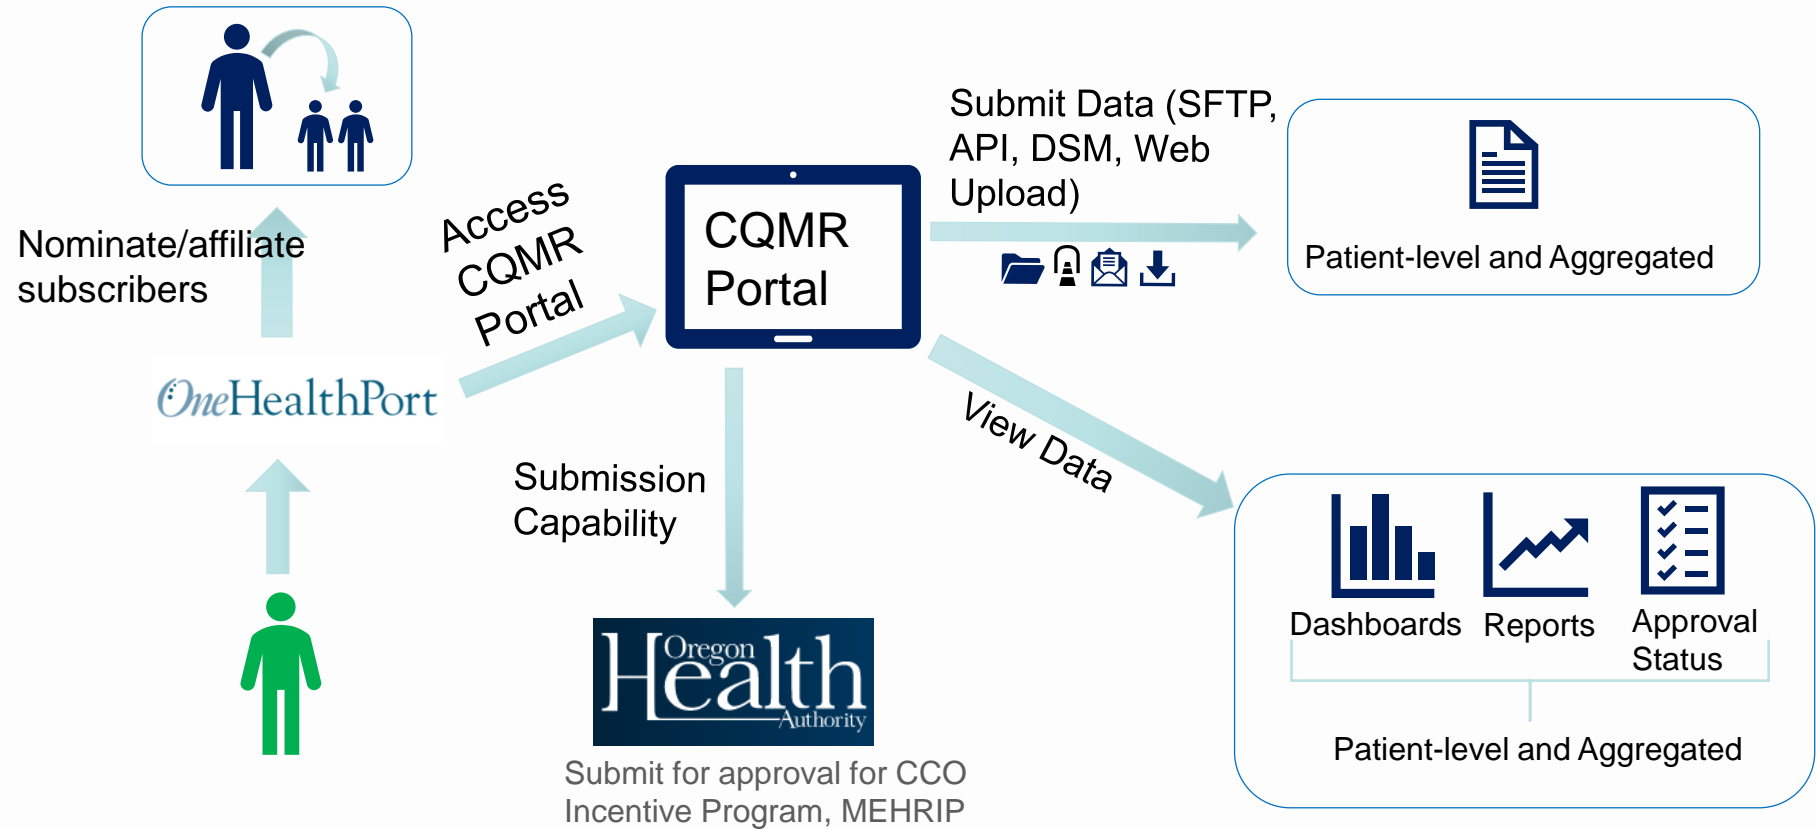 Nominate/affiliate
subscribers
OneHealthPort
Access
CQMR
Portal
CQMR
Portal
Submit Data (SFTP,
API, DSM, Web
Upload)
Patient-level and Aggregated
View Data
Submission
Capability
Oregon
Health
Authority
Submit for approval for CCO
Incentive Program, MEHRIP
Dashboards
Reports
Approval
Status
Patient-level and Aggregated